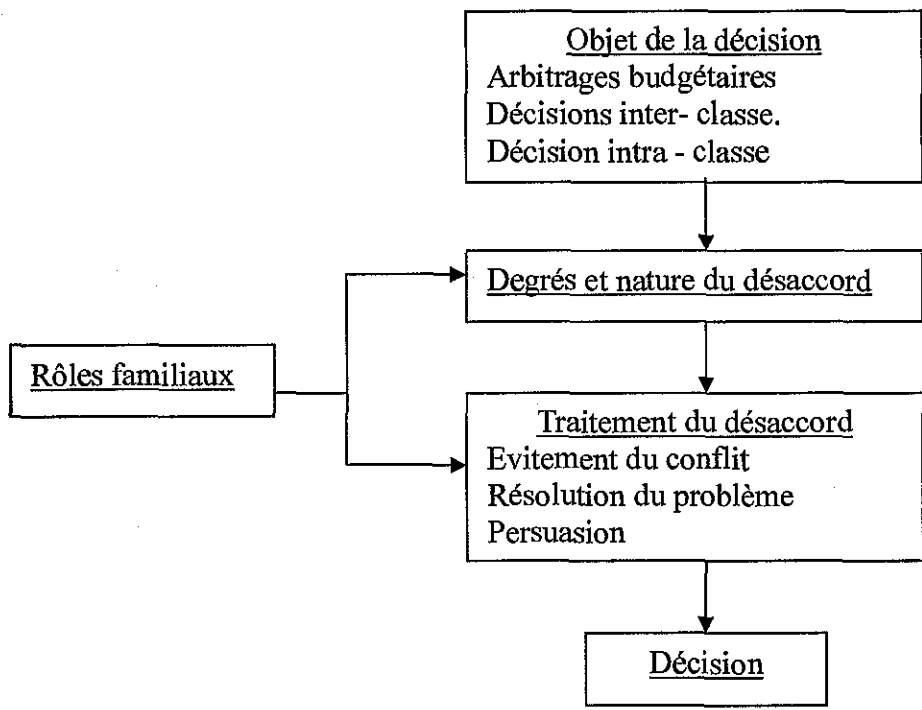 Objet de la décision
Arbitrages budgétaires
Décisions inter- classe.
Décision intra - classe
Degrés et nature du désaccord
Rôles familiaux
Traitement du désaccord
Evitement du conflit
Résolution du problème
Persuasion
Décision